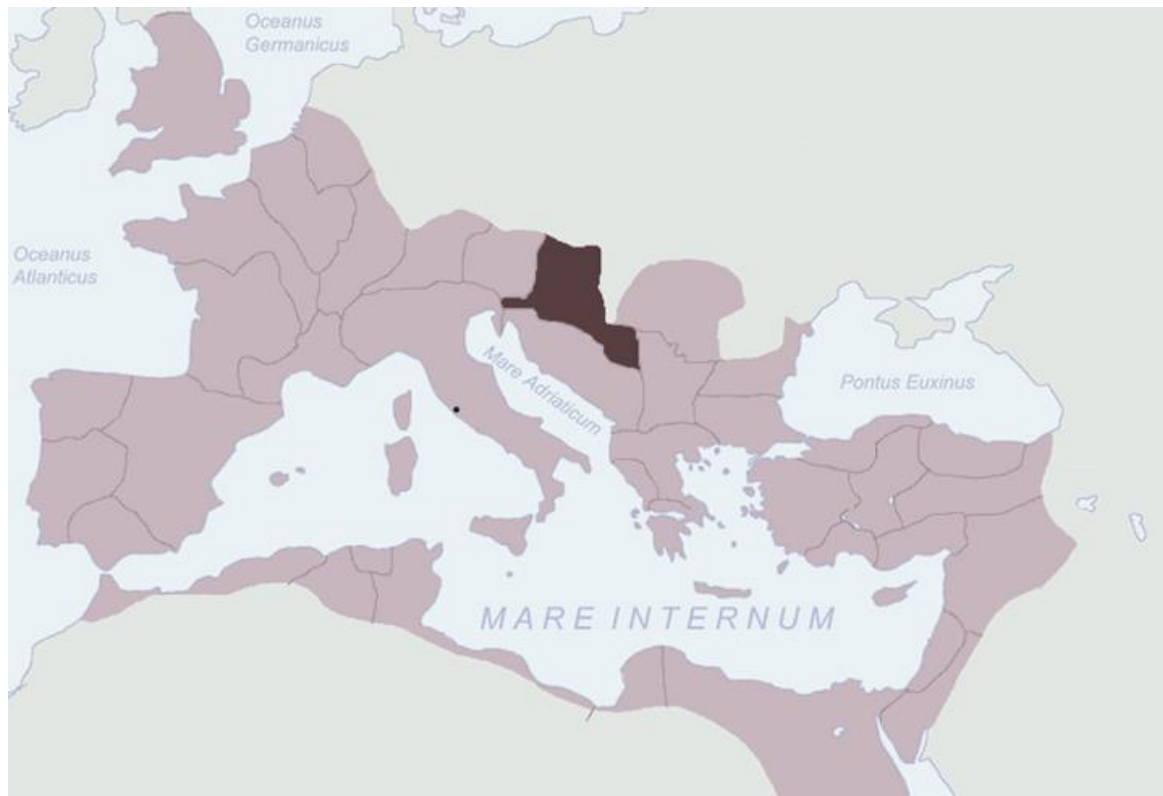 Oceanus
Germanicus
Oceanus
Atlanticus
Mare Adriaticum
Pontus Euxinus
MARE INTERNUM